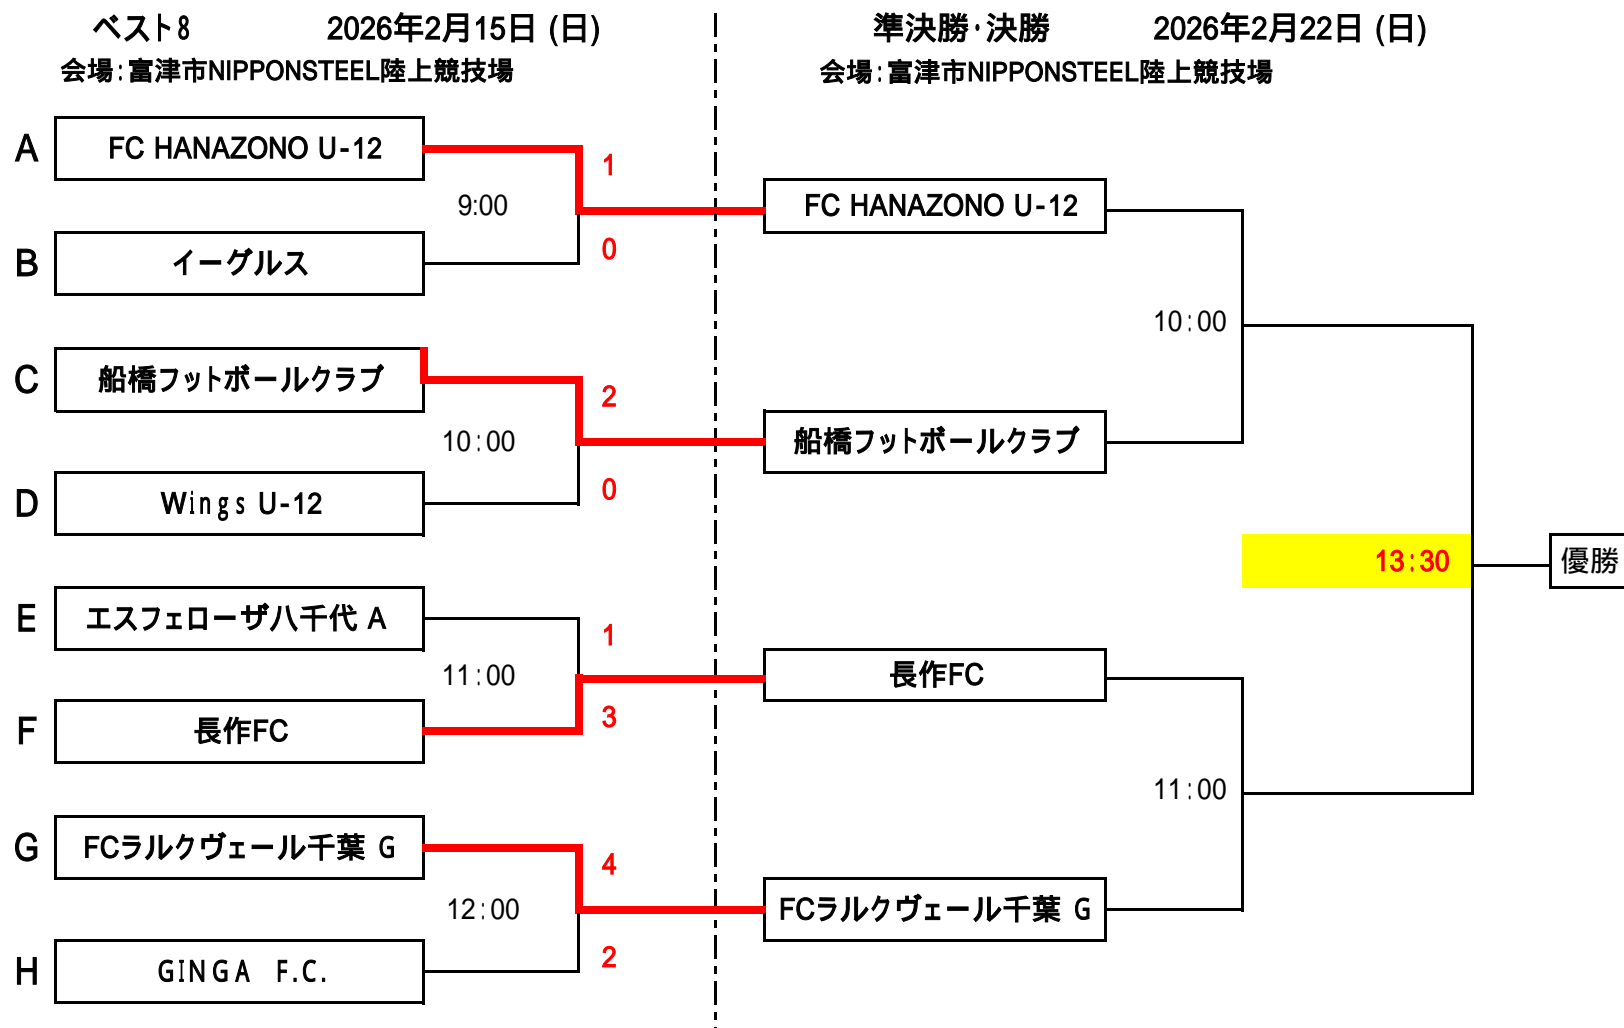 ベスト8 2026年2月15日 (日)
会場:富津市NIPPONSTEEL陸上競技場
準決勝・決勝 2026年2月22日 (日)
会場:富津市NIPPONSTEEL陸上競技場
A FC HANAZONO U-12
1
9:00
B イーグルス
0
C 船橋フットボールクラブ
2
10:00
D Wings U-12
0
E エスフェローザ八千代 A
1
11:00
F 長作FC
3
G FCラルクヴェール千葉 G
4
12:00
H GINGA F.C.
2
FC HANAZONO U-12
10:00
船橋フットボールクラブ
13:30
優勝
長作FC
11:00
FCラルクヴェール千葉 G